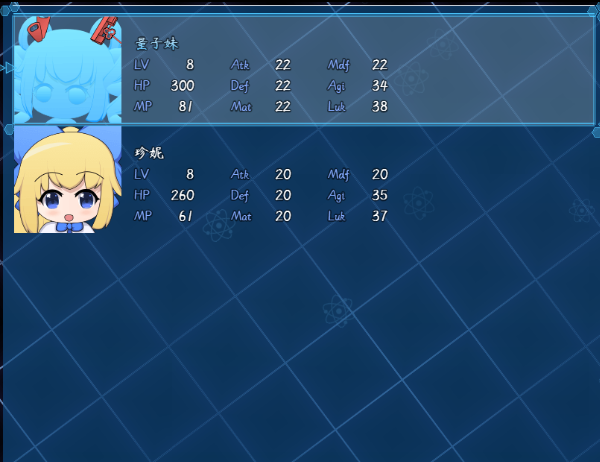 量子妹
LV 8 Atk 22 Mdf 22
HP 300 Def 22 Agi 34
MP 81 Mat 22 Luk 38
珍妮
LV 8 Atk 20 Mdf 20
HP 260 Def 20 Agi 35
MP 61 Mat 20 Luk 37